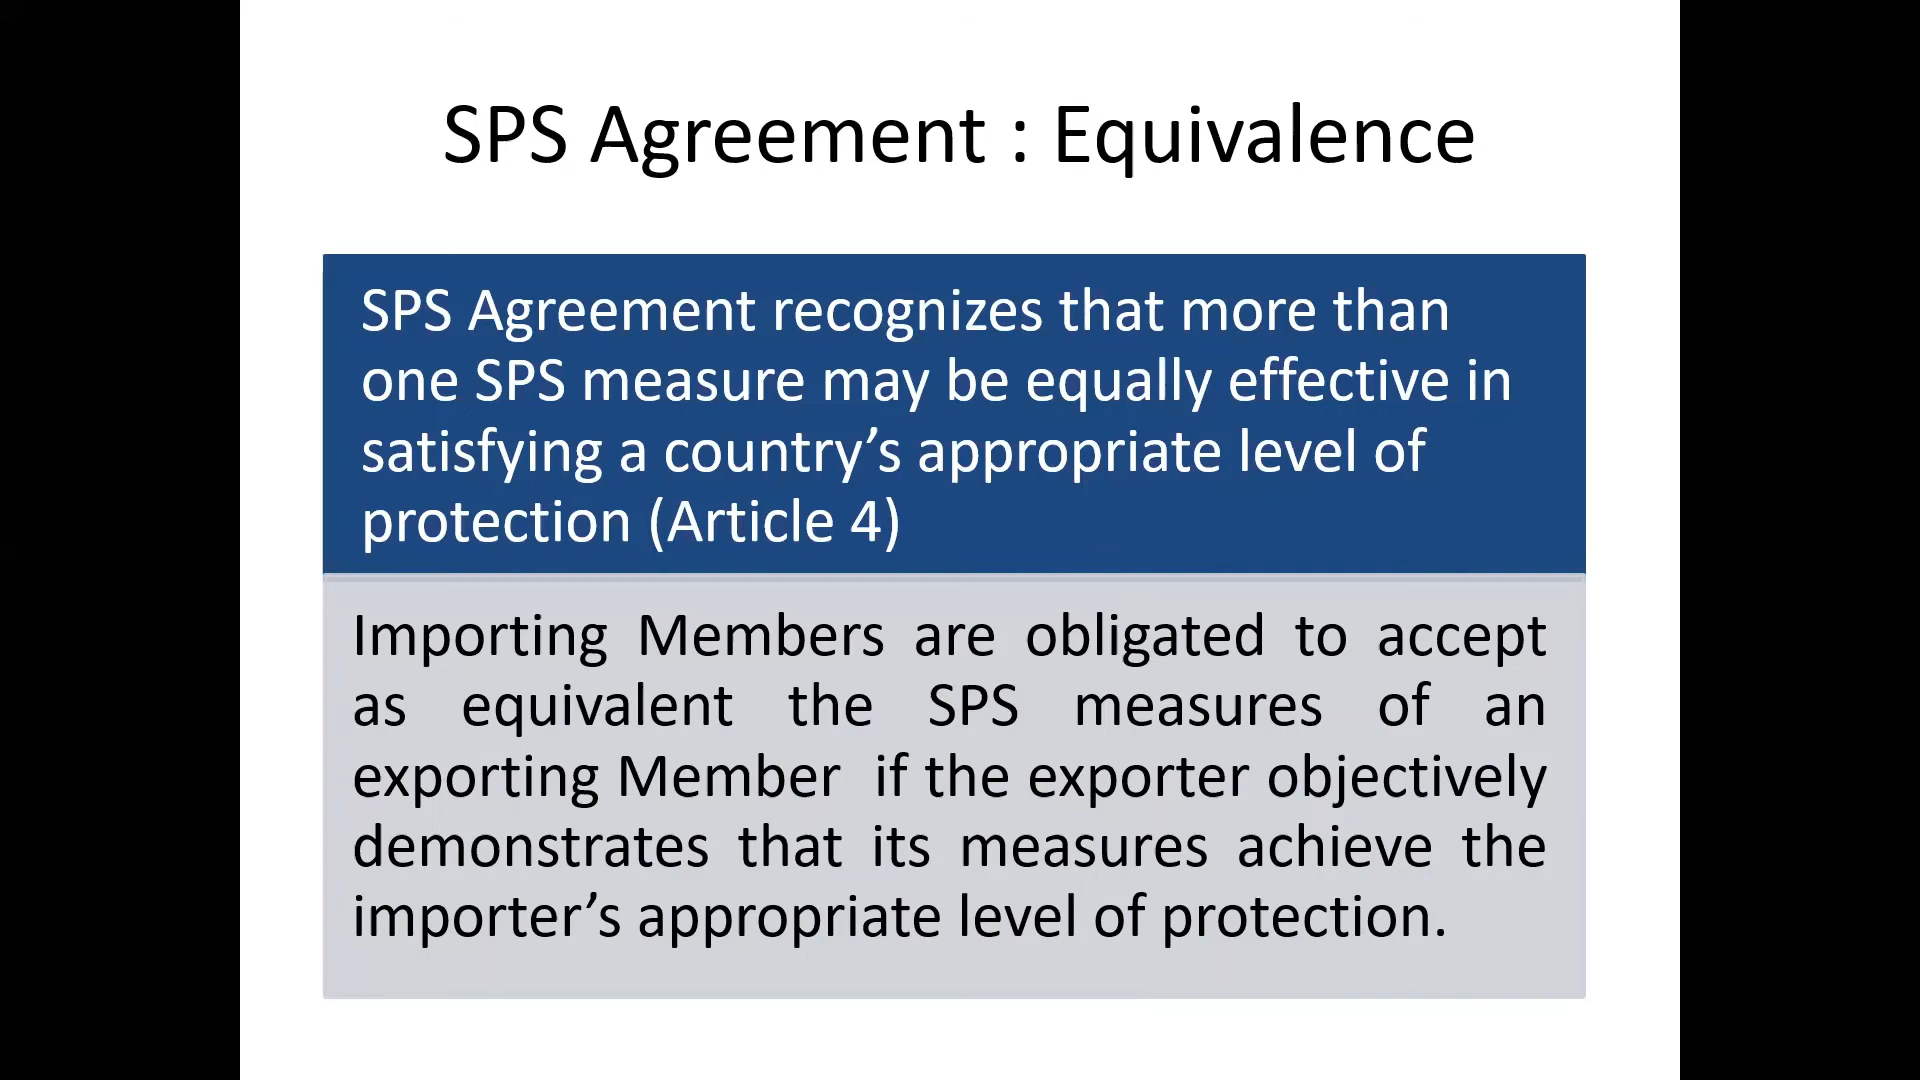 SPS Agreement : Equivalence
SPS Agreement recognizes that more than
one SPS measure may be equally effective in
satisfying a country’s appropriate level of
protection (Article 4)
Importing Members are obligated to accept
as equivalent the SPS measures of an
exporting Member  if the exporter objectively
demonstrates that its measures achieve the
importer’s appropriate level of protection.